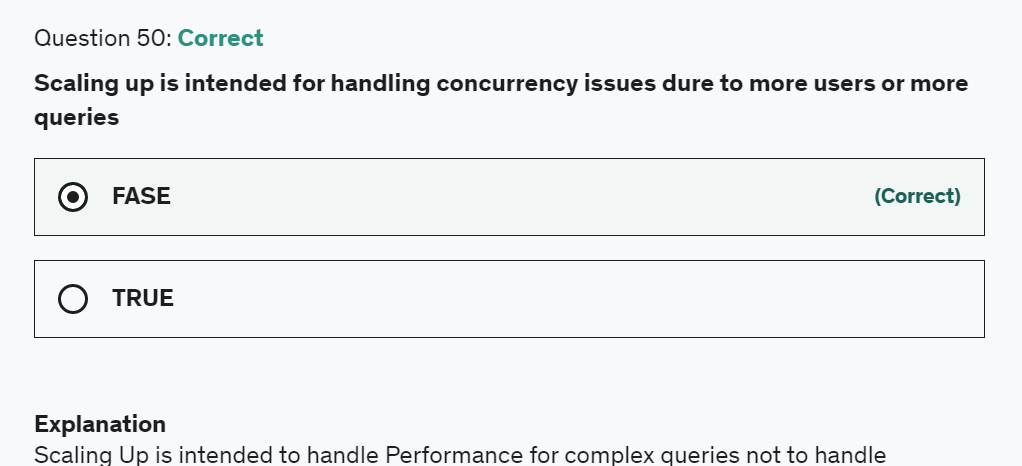 Question 50: Correct
Scaling up is intended for handling concurrency issues dure to more users or more
queries
FASE (Correct)
TRUE
Explanation
Scaling Up is intended to handle Performance for complex queries not to handle